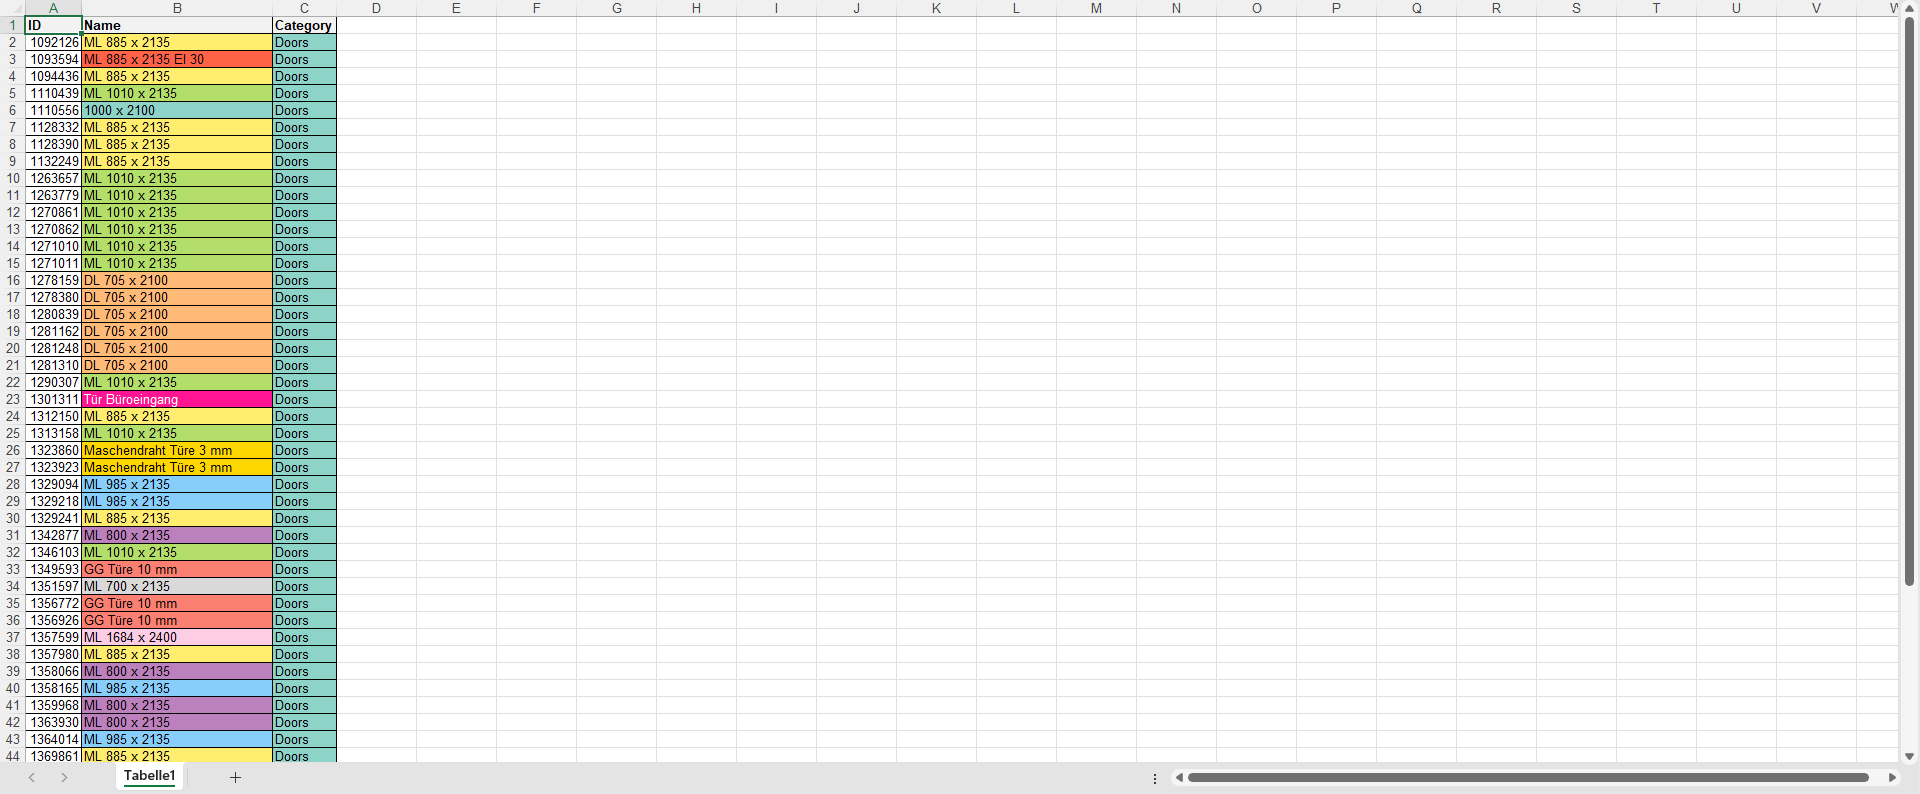 A B C D E F G H I J K L M N O P Q R S T U V W
1 ID Name Category
2 1092126 ML 885 x 2135 Doors
3 1093594 ML 885 x 2135 EI 30 Doors
4 1094436 ML 885 x 2135 Doors
5 1110439 ML 1010 x 2135 Doors
6 1110556 1000 x 2100 Doors
7 1128332 ML 885 x 2135 Doors
8 1128390 ML 885 x 2135 Doors
9 1132249 ML 885 x 2135 Doors
10 1263657 ML 1010 x 2135 Doors
11 1263779 ML 1010 x 2135 Doors
12 1270861 ML 1010 x 2135 Doors
13 1270862 ML 1010 x 2135 Doors
14 1271010 ML 1010 x 2135 Doors
15 1271011 ML 1010 x 2135 Doors
16 1278159 DL 705 x 2100 Doors
17 1278380 DL 705 x 2100 Doors
18 1280839 DL 705 x 2100 Doors
19 1281162 DL 705 x 2100 Doors
20 1281248 DL 705 x 2100 Doors
21 1281310 DL 705 x 2100 Doors
22 1290307 ML 1010 x 2135 Doors
23 1301311 Tür Büroeingang Doors
24 1312150 ML 885 x 2135 Doors
25 1313158 ML 1010 x 2135 Doors
26 1323860 Maschendraht Türe 3 mm Doors
27 1323923 Maschendraht Türe 3 mm Doors
28 1329094 ML 985 x 2135 Doors
29 1329218 ML 985 x 2135 Doors
30 1329241 ML 885 x 2135 Doors
31 1342877 ML 800 x 2135 Doors
32 1346103 ML 1010 x 2135 Doors
33 1349593 GG Türe 10 mm Doors
34 1351597 ML 700 x 2135 Doors
35 1356772 GG Türe 10 mm Doors
36 1356926 GG Türe 10 mm Doors
37 1357599 ML 1684 x 2400 Doors
38 1357980 ML 885 x 2135 Doors
39 1358066 ML 800 x 2135 Doors
40 1358165 ML 985 x 2135 Doors
41 1359968 ML 800 x 2135 Doors
42 1363930 ML 800 x 2135 Doors
43 1364014 ML 985 x 2135 Doors
44 1369861 ML 885 x 2135 Doors
Tabelle1